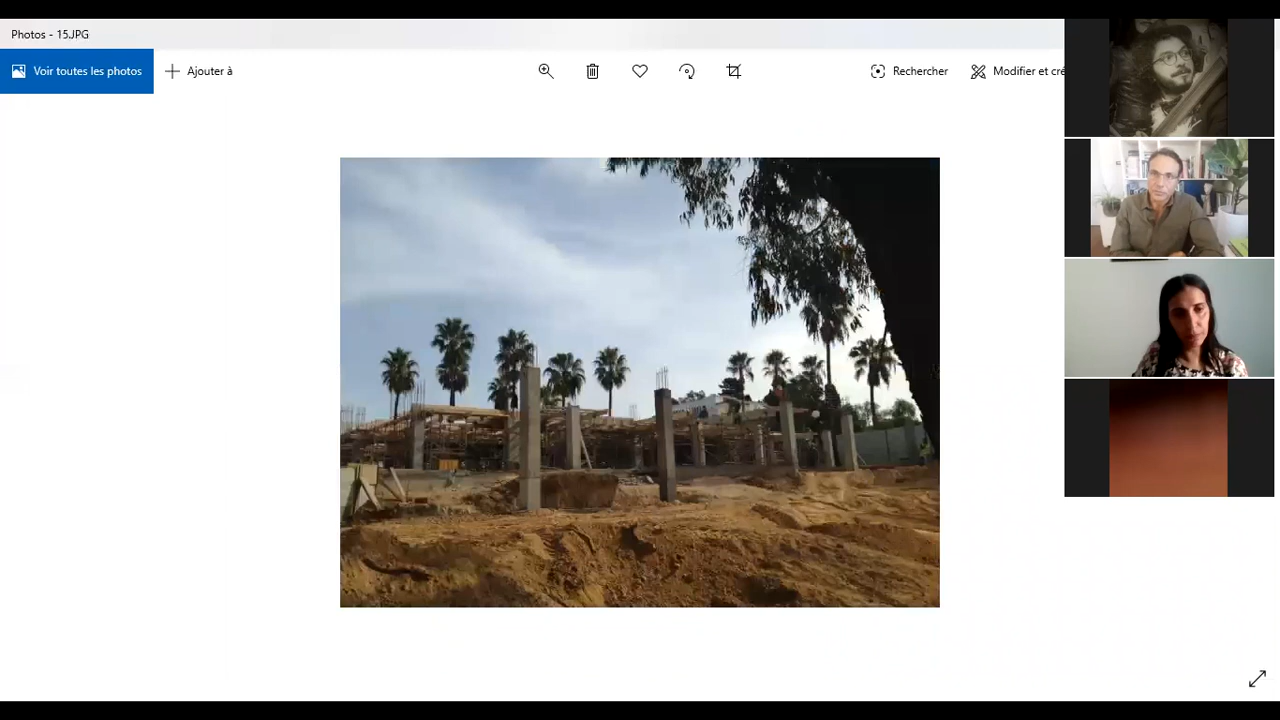 Photos - 15.JPG
Voir toutes les photos
Ajouter à
Rechercher
Modifier et cré